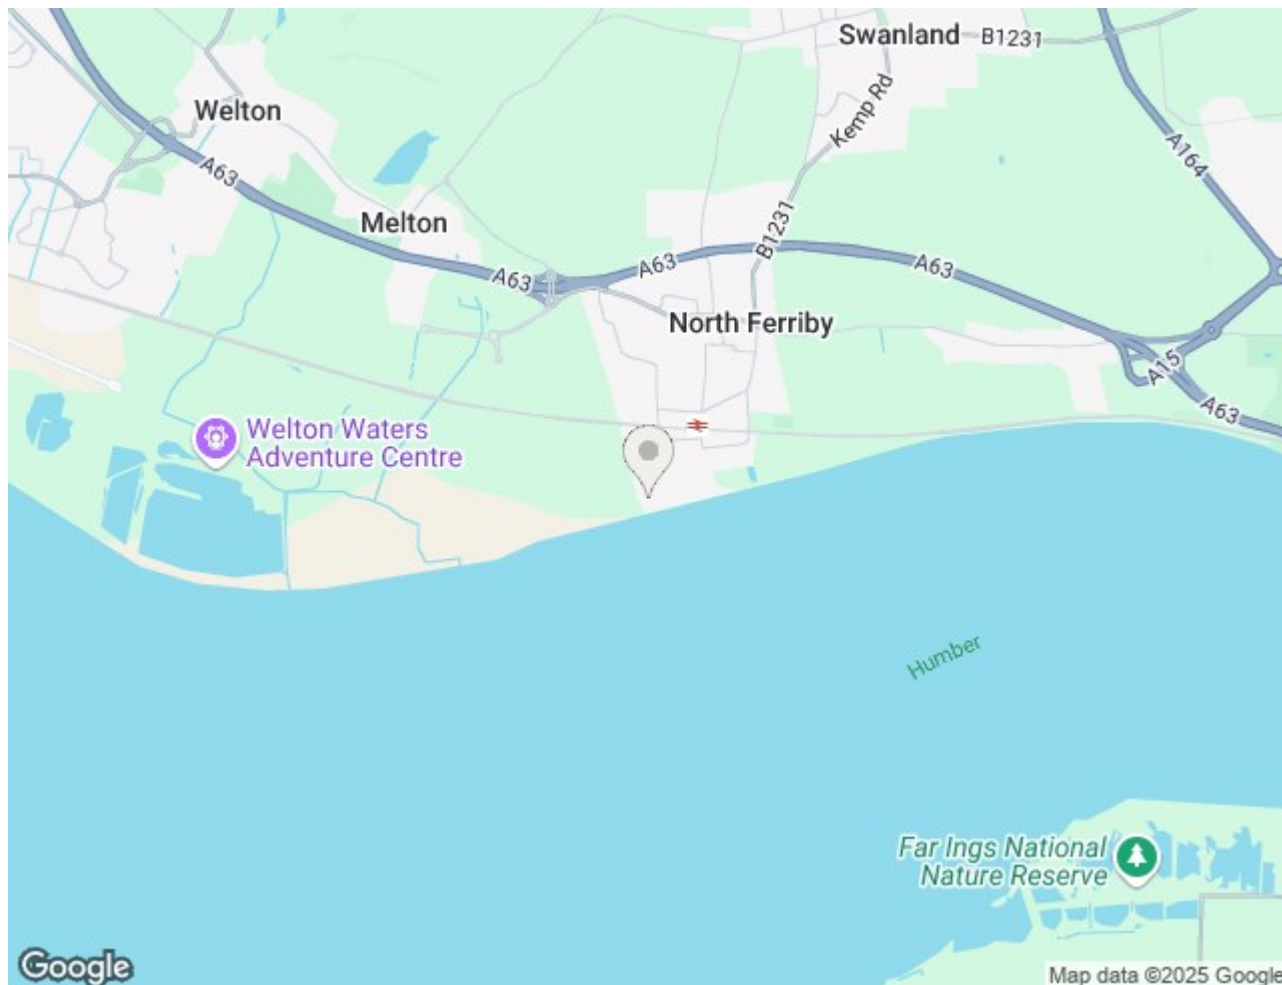 Swanland
B1231
Welton
Kemp Rd
A164
A63
Melton
B1231
A63
A63
A63
North Ferriby
A15
A63
Welton Waters
Adventure Centre
Humber
Far Ings National
Nature Reserve
Google
Map data ©2025 Google